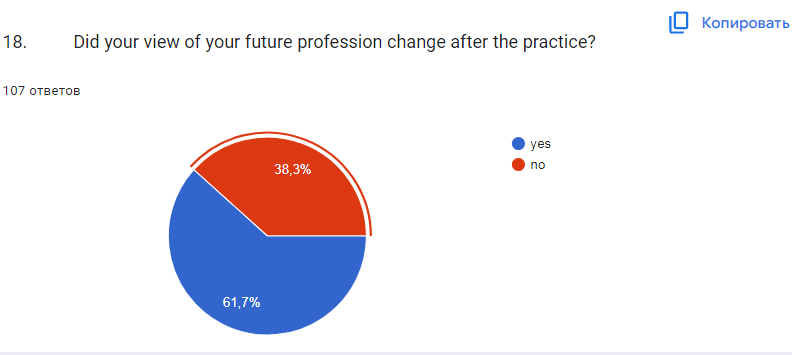 Копировать
18. Did your view of your future profession change after the practice?
107 ответов
yes
no
38,3%
61,7%